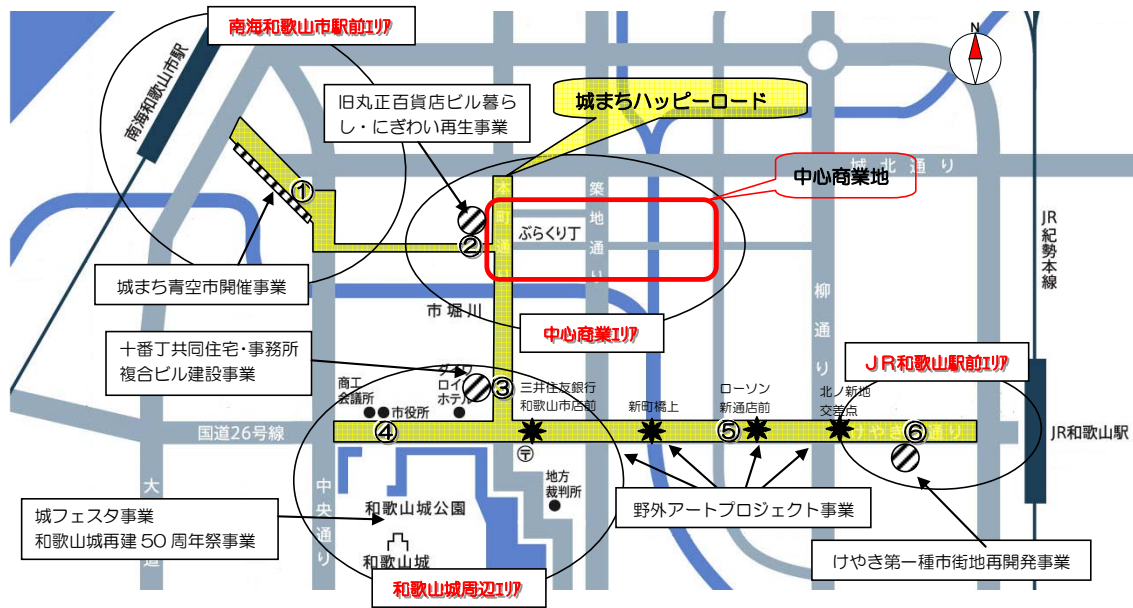 南海和歌山市駅前ｴﾘｱ
南海和歌山市駅
旧丸正百貨店ビル暮ら
し・にぎわい再生事業
城まちハッピーロード
N
城北通り
中心商業地
①
②
本町通り
築地通り
ぶらくり丁
JR紀勢本線
城まち青空市開催事業
市堀川
中心商業ｴﾘｱ
柳通り
十番丁共同住宅・事務所
複合ビル建設事業
ＪＲ和歌山駅前ｴﾘｱ
商工
会議所
市役所
ダイワ
ロイ
ホテル
③
三井住友銀行
和歌山市店前
新町橋上
ローソン
新通店前
北ノ新地
交差点
国道26号線
④
⑤
けやき通り
⑥
JR和歌山駅
〒
地方
裁判所
大道
中央通り
和歌山城公園
和歌山城
城フェスタ事業
和歌山城再建 50 周年祭事業
野外アートプロジェクト事業
けやき第一種市街地再開発事業
和歌山城周辺ｴﾘｱ